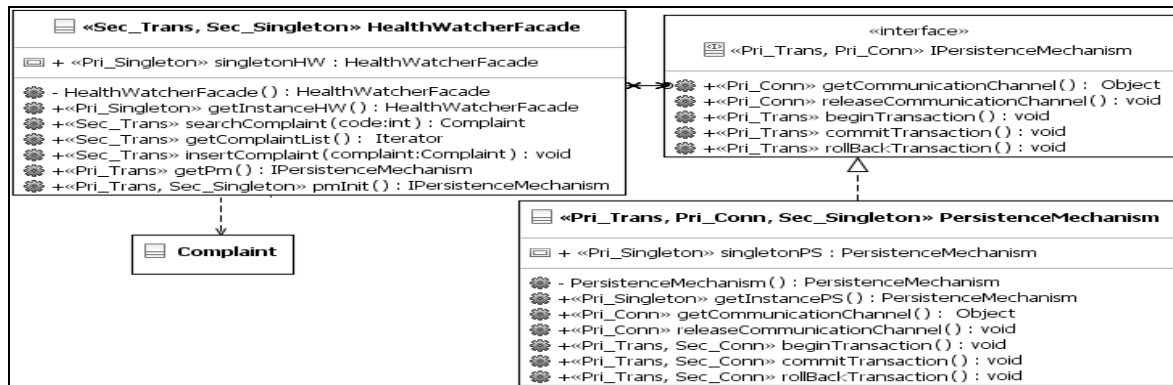 «Sec_Trans, Sec_Singleton» HealthWatcherFacade
+ «Pri_Singleton» singletonHW : HealthWatcherFacade
- HealthWatcherFacade() : HealthWatcherFacade
+«Pri_Singleton» getInstanceHW() : HealthWatcherFacade
+«Sec_Trans» searchComplaint(code:int) : Complaint
+«Sec_Trans» getComplaintList() : Iterator
+«Sec_Trans» insertComplaint(complaint:Complaint) : void
+«Pri_Trans» getPm() : IPersistenceMechanism
+«Pri_Trans, Sec_Singleton» pmInit() : IPersistenceMechanism
«interface»
«Pri_Trans, Pri_Conn» IPersistenceMechanism
+«Pri_Conn» getCommunicationChannel() : Object
+«Pri_Conn» releaseCommunicationChannel() : void
+«Pri_Trans» beginTransaction() : void
+«Pri_Trans» commitTransaction() : void
+«Pri_Trans» rollBackTransaction() : void
Complaint
«Pri_Trans, Pri_Conn, Sec_Singleton» PersistenceMechanism
+ «Pri_Singleton» singletonPS : PersistenceMechanism
- PersistenceMechanism() : PersistenceMechanism
+«Pri_Singleton» getInstancePS() : PersistenceMechanism
+«Pri_Conn» getCommunicationChannel() : Object
+«Pri_Conn» releaseCommunicationChannel() : void
+«Pri_Trans, Sec_Conn» beginTransaction() : void
+«Pri_Trans, Sec_Conn» commitTransaction() : void
+«Pri_Trans, Sec_Conn» rollBackTransaction() : void